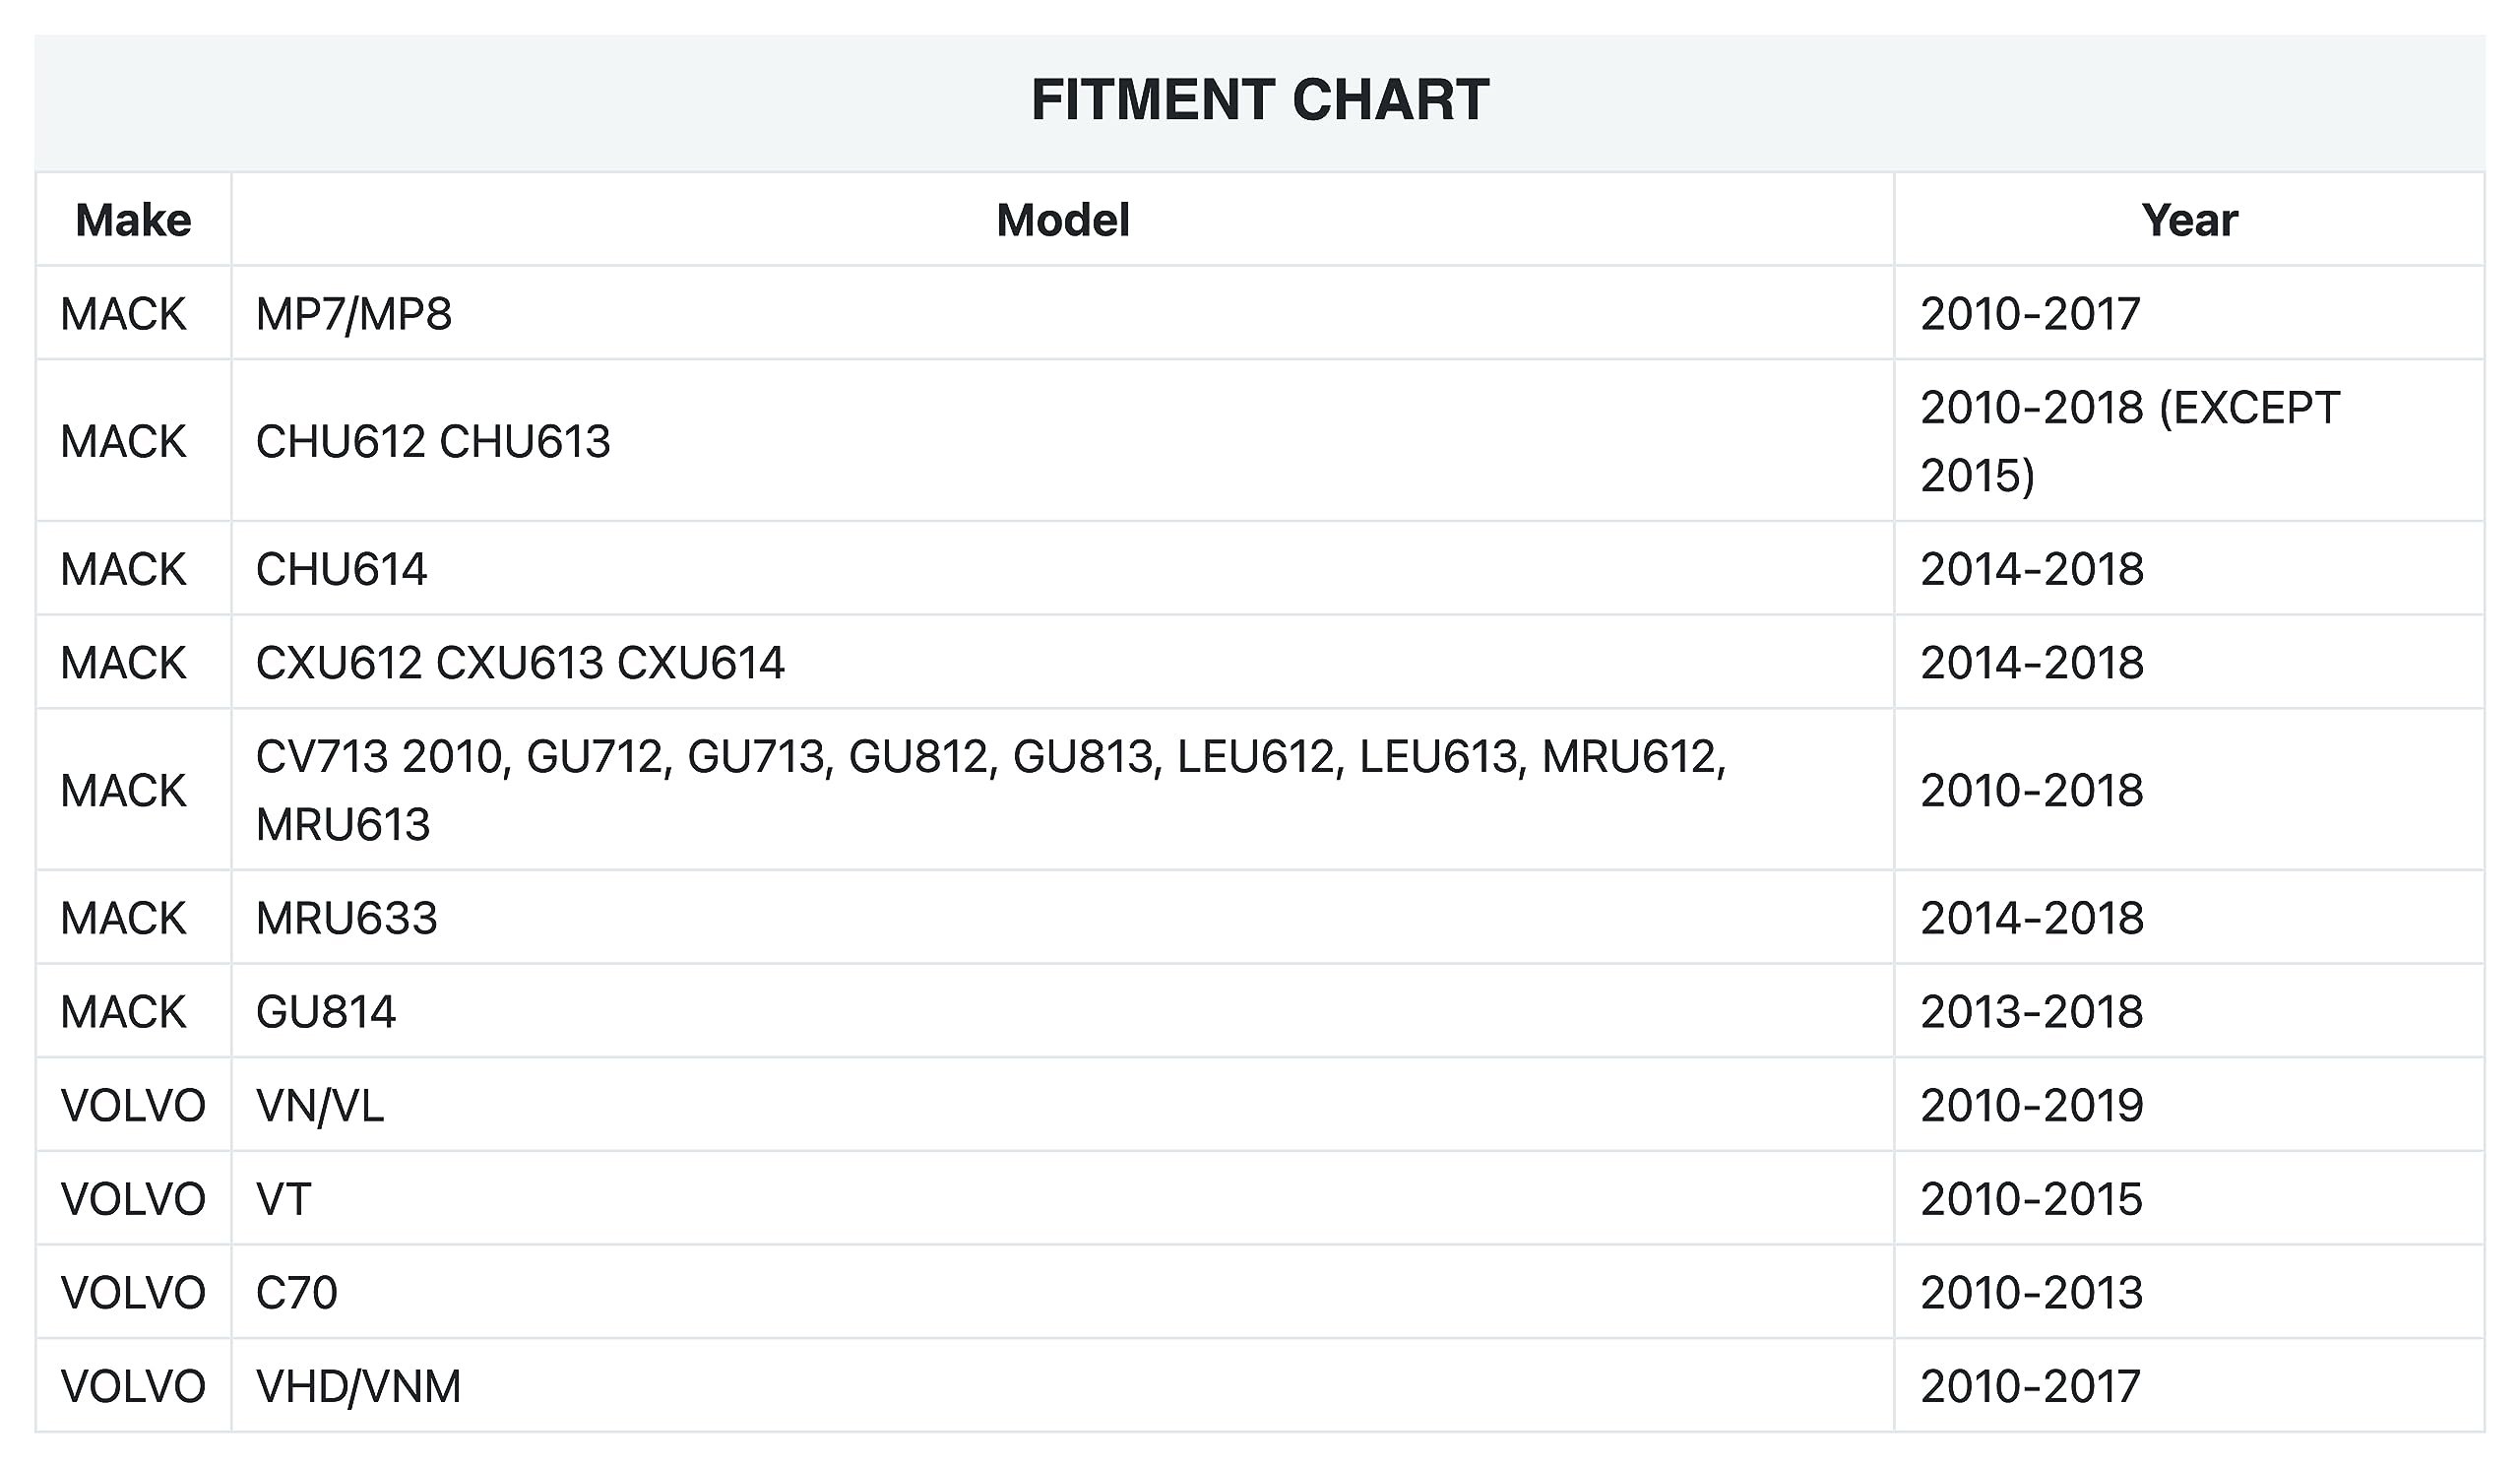 FITMENT CHART
Make Model Year
MACK MP7/MP8 2010-2017
MACK CHU612 CHU613 2010-2018 (EXCEPT
2015)
MACK CHU614 2014-2018
MACK CXU612 CXU613 CXU614 2014-2018
MACK CV713 2010, GU712, GU713, GU812, GU813, LEU612, LEU613, MRU612,
MRU613 2010-2018
MACK MRU633 2014-2018
MACK GU814 2013-2018
VOLVO VN/VL 2010-2019
VOLVO VT 2010-2015
VOLVO C70 2010-2013
VOLVO VHD/VNM 2010-2017